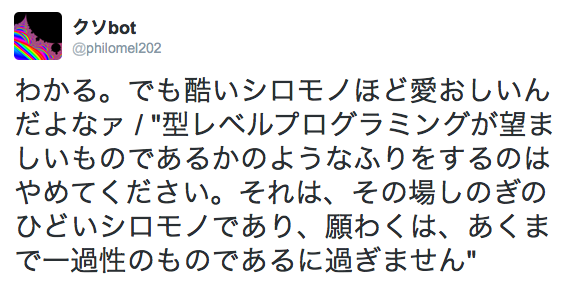 クソbot
@philomel202
わかる。でも酷いシロモノほど愛おしいん
だよなァ / "型レベルプログラミングが望ま
しいものであるかのようなふりをするのは
やめてください。それは、その場しのぎの
ひどいシロモノであり、願わくは、あくま
で一過性のものであるに過ぎません"